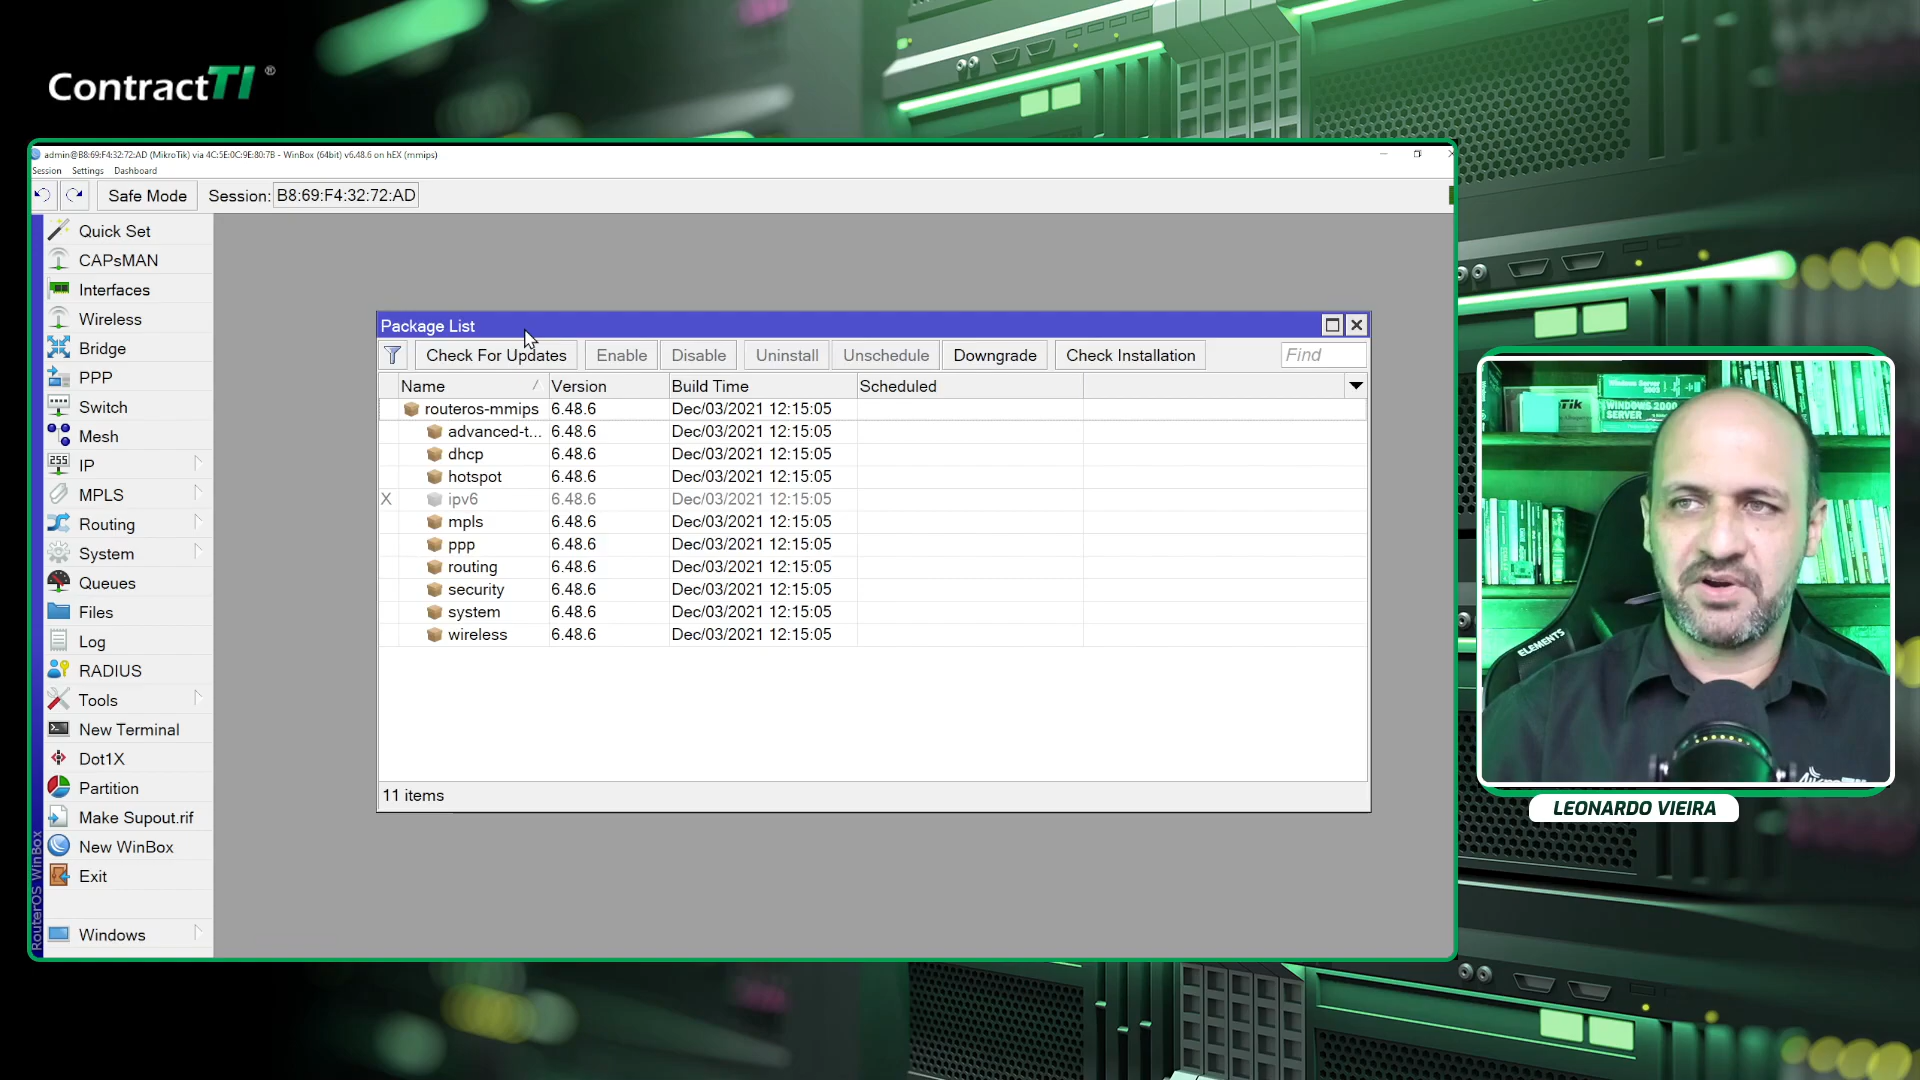 ContractTI ®
admin@B8:69:F4:32:72:AD (MikroTik) via 4C:5E:0C:9E:80:7B - WinBox (64bit) v6.48.6 on hEX (mmips)
Session Settings Dashboard
Safe Mode Session: B8:69:F4:32:72:AD
Quick Set
CAPsMAN
Interfaces
Wireless
Bridge
PPP
Switch
Mesh
IP
MPLS
Routing
System
Queues
Files
Log
RADIUS
Tools
New Terminal
Dot1X
Partition
Make Supout.rif
New WinBox
Exit
Windows
RouterOS WinBox
Package List
Check For Updates Enable Disable Uninstall Unschedule Downgrade Check Installation Find
Name Version Build Time Scheduled
routeros-mmips 6.48.6 Dec/03/2021 12:15:05
advanced-t... 6.48.6 Dec/03/2021 12:15:05
dhcp 6.48.6 Dec/03/2021 12:15:05
hotspot 6.48.6 Dec/03/2021 12:15:05
X ipv6 6.48.6 Dec/03/2021 12:15:05
mpls 6.48.6 Dec/03/2021 12:15:05
ppp 6.48.6 Dec/03/2021 12:15:05
routing 6.48.6 Dec/03/2021 12:15:05
security 6.48.6 Dec/03/2021 12:15:05
system 6.48.6 Dec/03/2021 12:15:05
wireless 6.48.6 Dec/03/2021 12:15:05
11 items
WINDOWS 2000
SERVER
ELEMENTS
LEONARDO VIEIRA